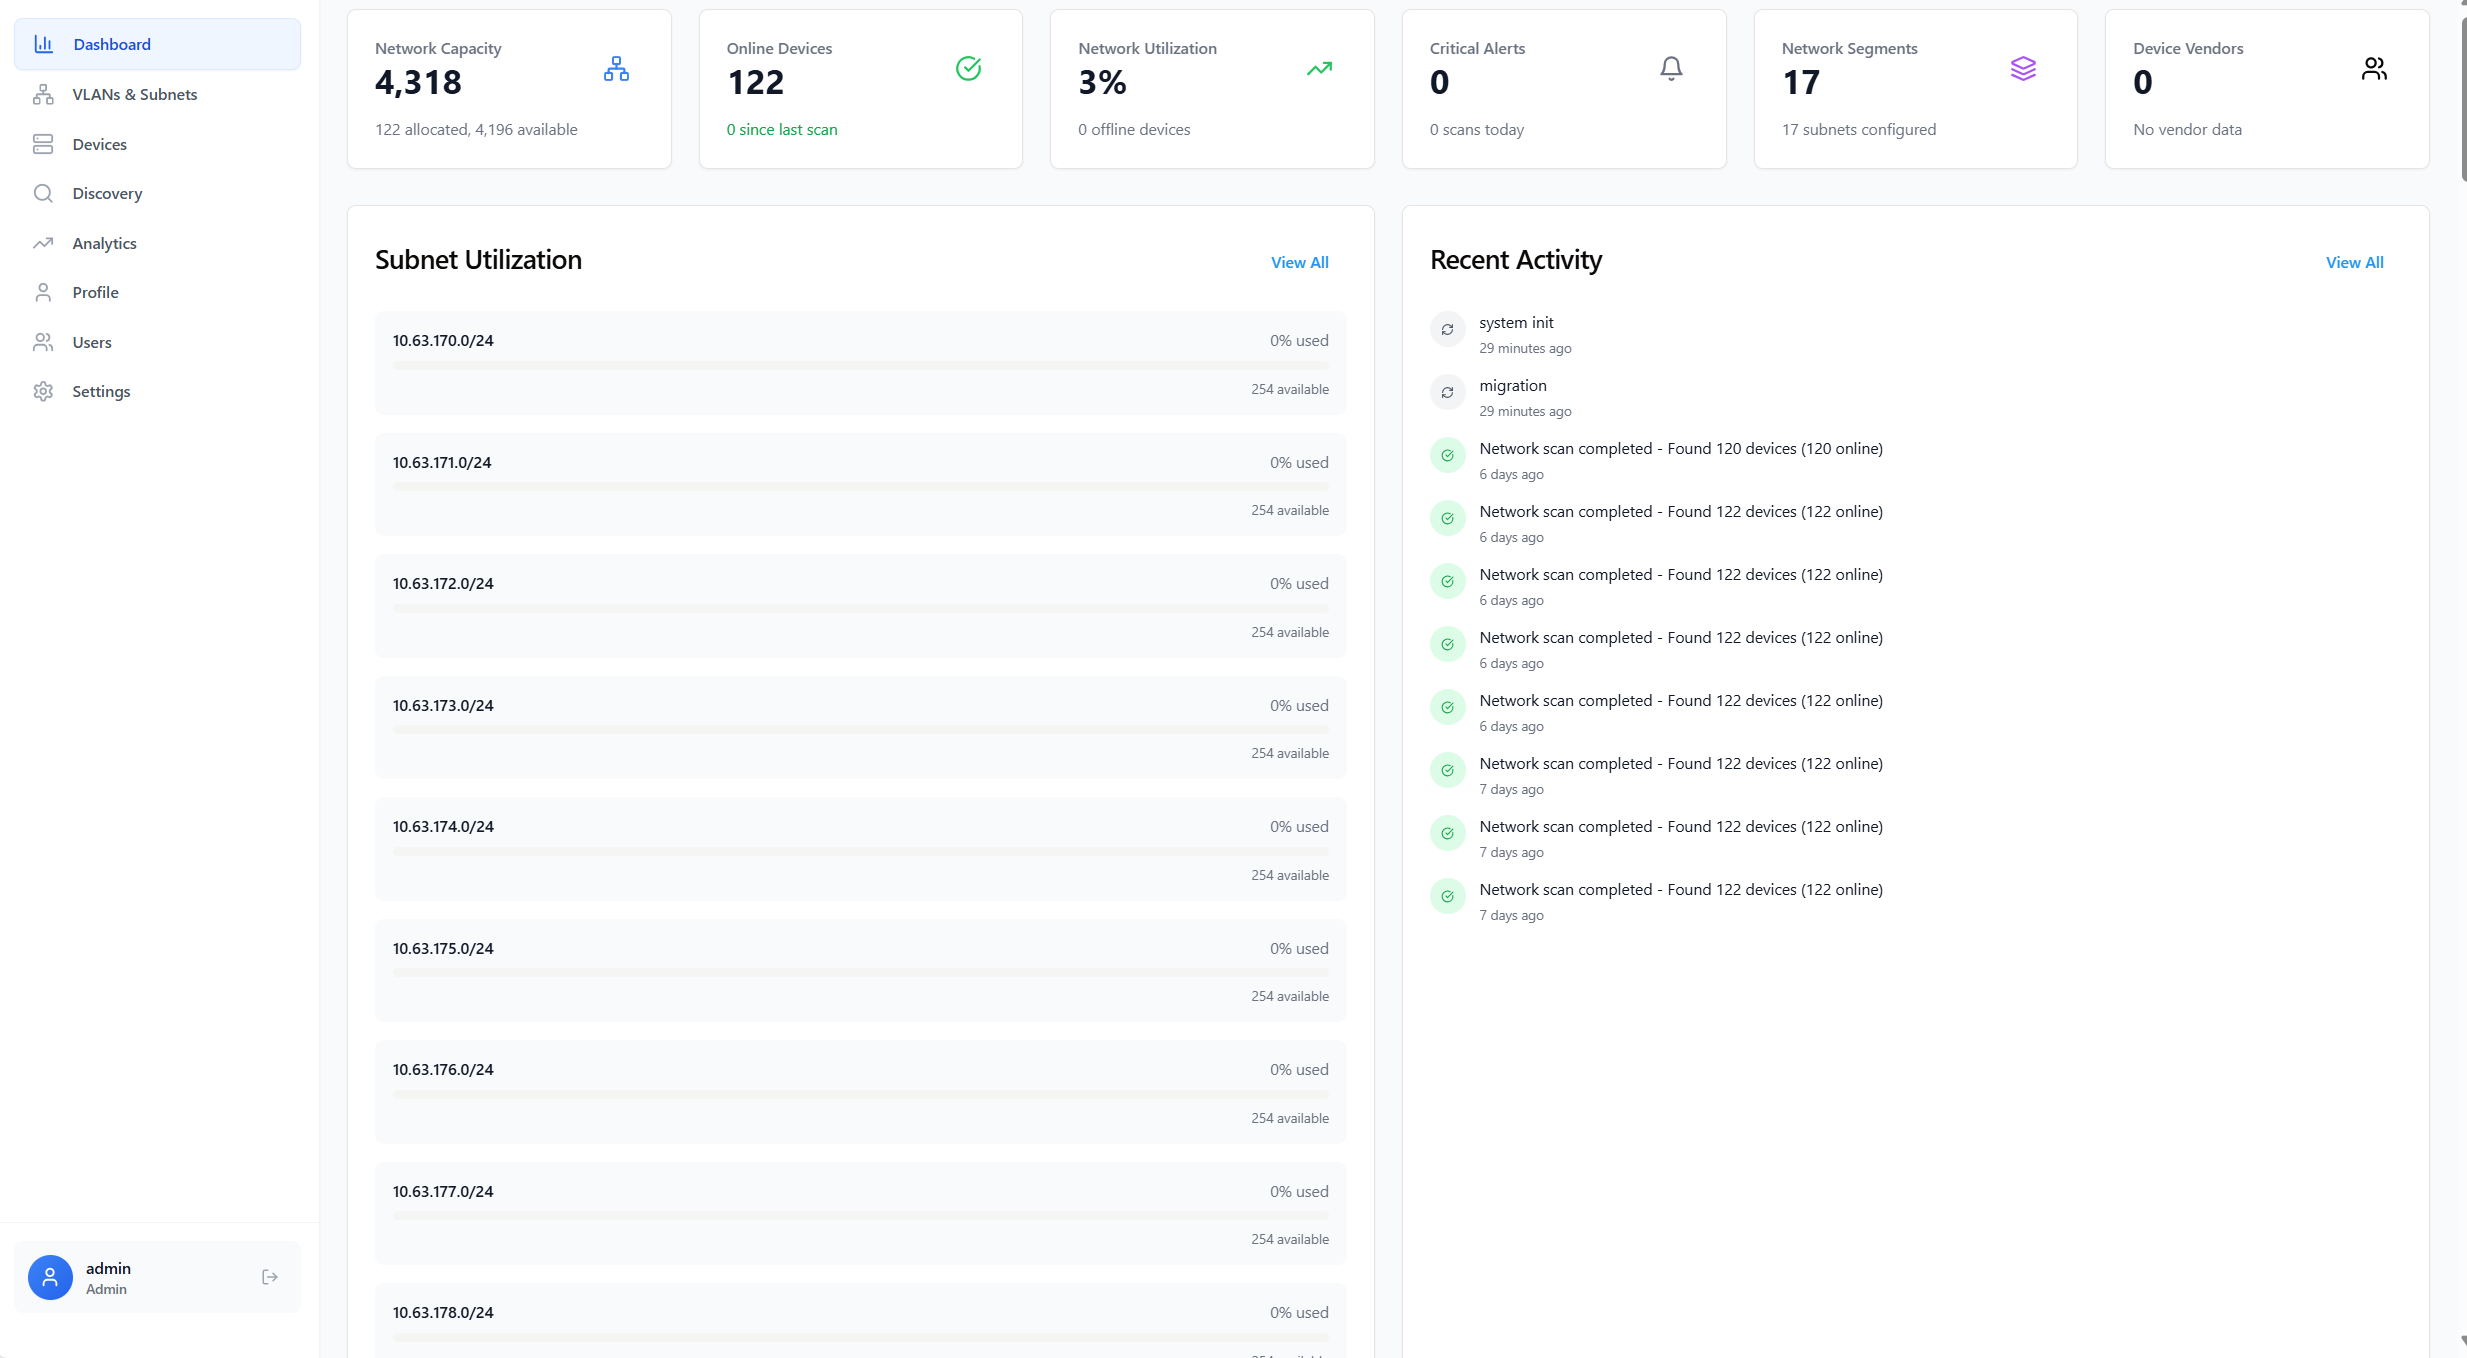 Dashboard
VLANs & Subnets
Devices
Discovery
Analytics
Profile
Users
Settings
admin
Admin
Network Capacity
4,318
122 allocated, 4,196 available
Online Devices
122
0 since last scan
Network Utilization
3%
0 offline devices
Critical Alerts
0
0 scans today
Network Segments
17
17 subnets configured
Device Vendors
0
No vendor data
Subnet Utilization
View All
10.63.170.0/24
0% used
254 available
10.63.171.0/24
0% used
254 available
10.63.172.0/24
0% used
254 available
10.63.173.0/24
0% used
254 available
10.63.174.0/24
0% used
254 available
10.63.175.0/24
0% used
254 available
10.63.176.0/24
0% used
254 available
10.63.177.0/24
0% used
254 available
10.63.178.0/24
0% used
Recent Activity
View All
system init
29 minutes ago
migration
29 minutes ago
Network scan completed - Found 120 devices (120 online)
6 days ago
Network scan completed - Found 122 devices (122 online)
6 days ago
Network scan completed - Found 122 devices (122 online)
6 days ago
Network scan completed - Found 122 devices (122 online)
6 days ago
Network scan completed - Found 122 devices (122 online)
6 days ago
Network scan completed - Found 122 devices (122 online)
7 days ago
Network scan completed - Found 122 devices (122 online)
7 days ago
Network scan completed - Found 122 devices (122 online)
7 days ago